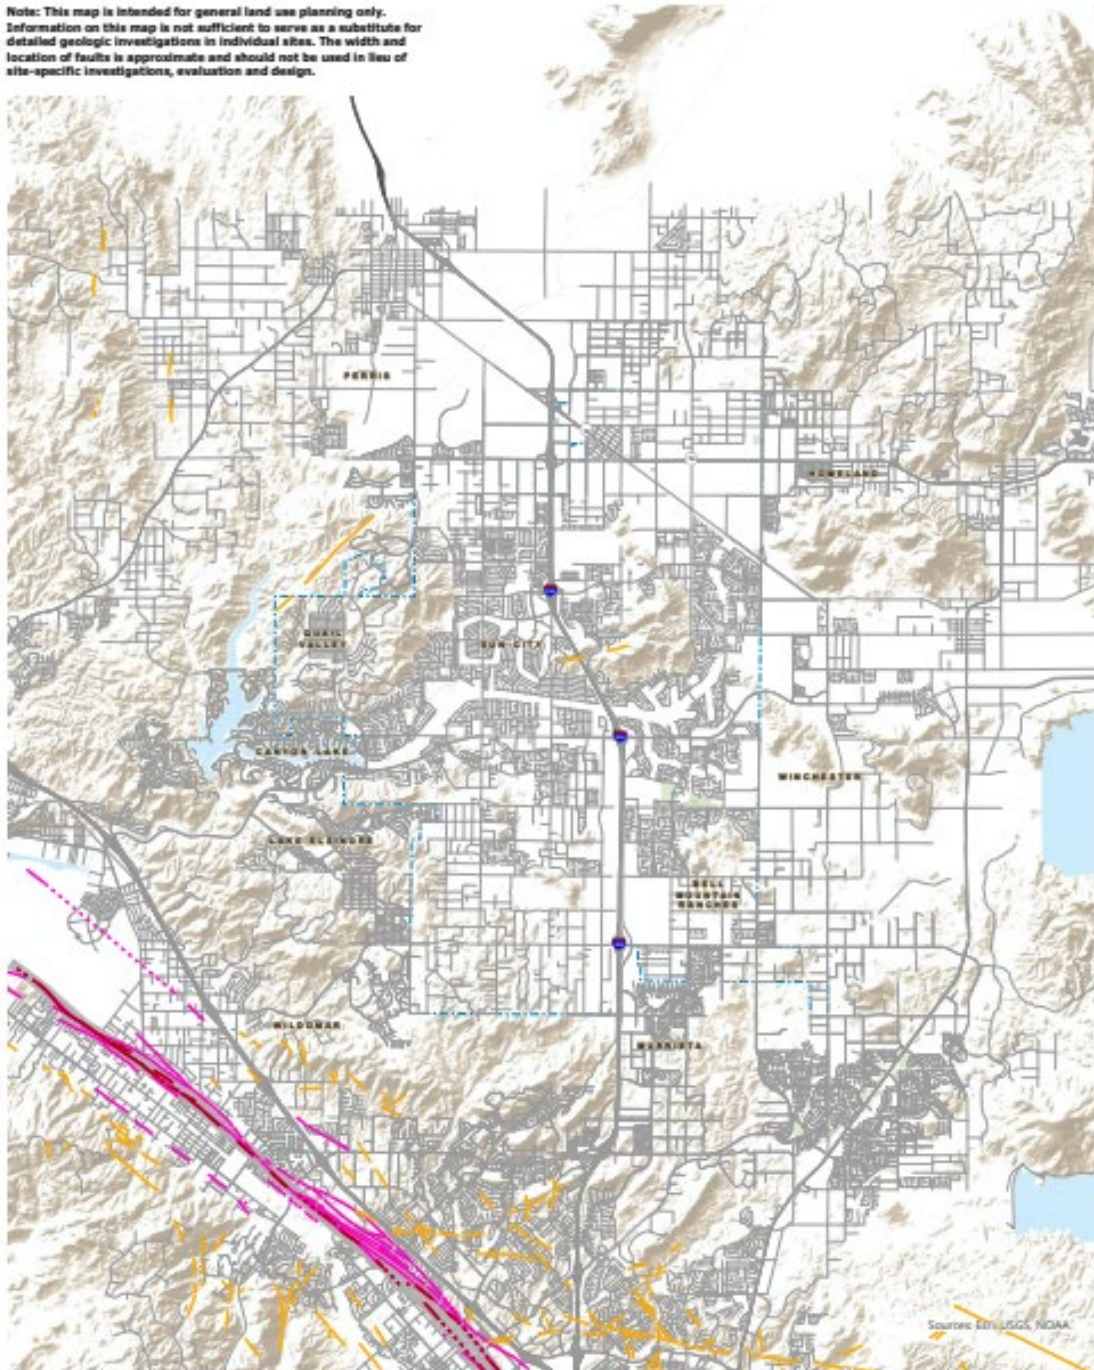 Note: This map is intended for general land use planning only.
Information on this map is not sufficient to serve as a substitute for
detailed geologic investigations in individual sites. The width and
location of faults is approximate and should not be used in lieu of
site-specific investigations, evaluation and design.
PERRIS
HOMELAND
QUAIL
VALLEY
SUN CITY
CANYON LAKE
WINCHESTER
LAKE ELSINORE
BELL
MOUNTAIN
RANCHES
WILDOMAR
MURRIETA
Sources: Esri, USGS, NOAA